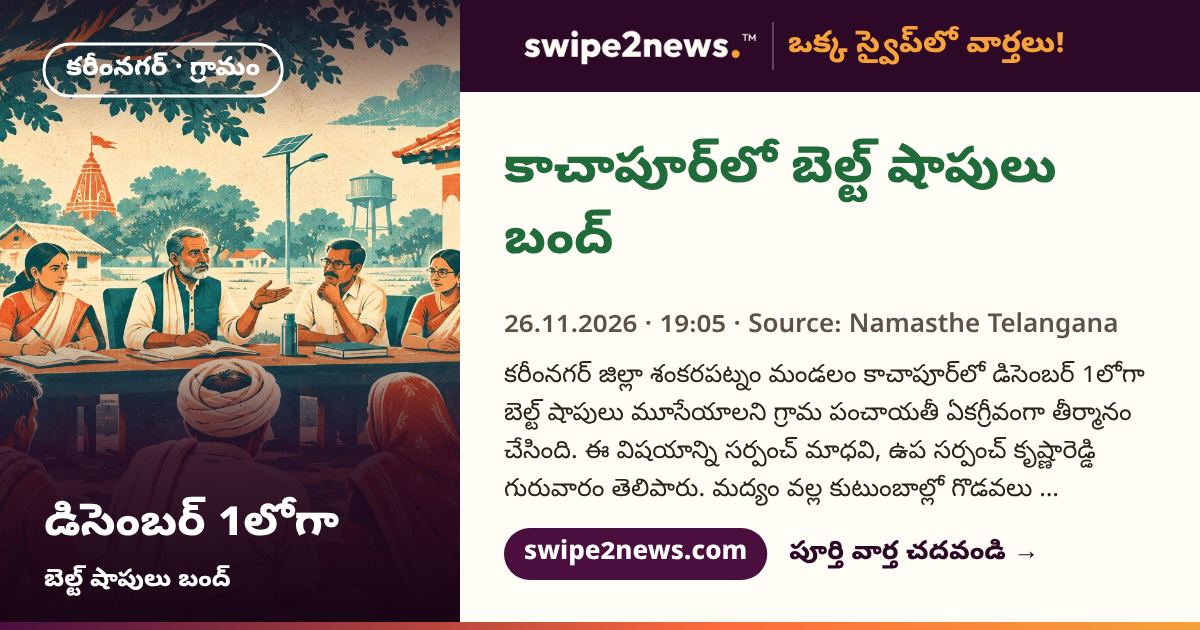 కరీంనగర్ · గ్రామం
డిసెంబర్ 1లోగా
బెల్ట్ షాపులు బంద్
swipe2news.™
ఒక్క స్వైప్‌లో వార్తలు!
కాచాపూర్‌లో బెల్ట్ షాపులు
బంద్
26.11.2026 · 19:05 · Source: Namasthe Telangana
కరీంనగర్ జిల్లా శంకరపట్నం మండలం కాచాపూర్‌లో డిసెంబర్ 1లోగా
బెల్ట్ షాపులు మూసేయాలని గ్రామ పంచాయతీ ఏకగ్రీవంగా తీర్మానం
చేసింది. ఈ విషయాన్ని సర్పంచ్ మాధవి, ఉప సర్పంచ్ కృష్ణారెడ్డి
గురువారం తెలిపారు. మద్యం వల్ల కుటుంబాల్లో గొడవలు ...
swipe2news.com
పూర్తి వార్త చదవండి →